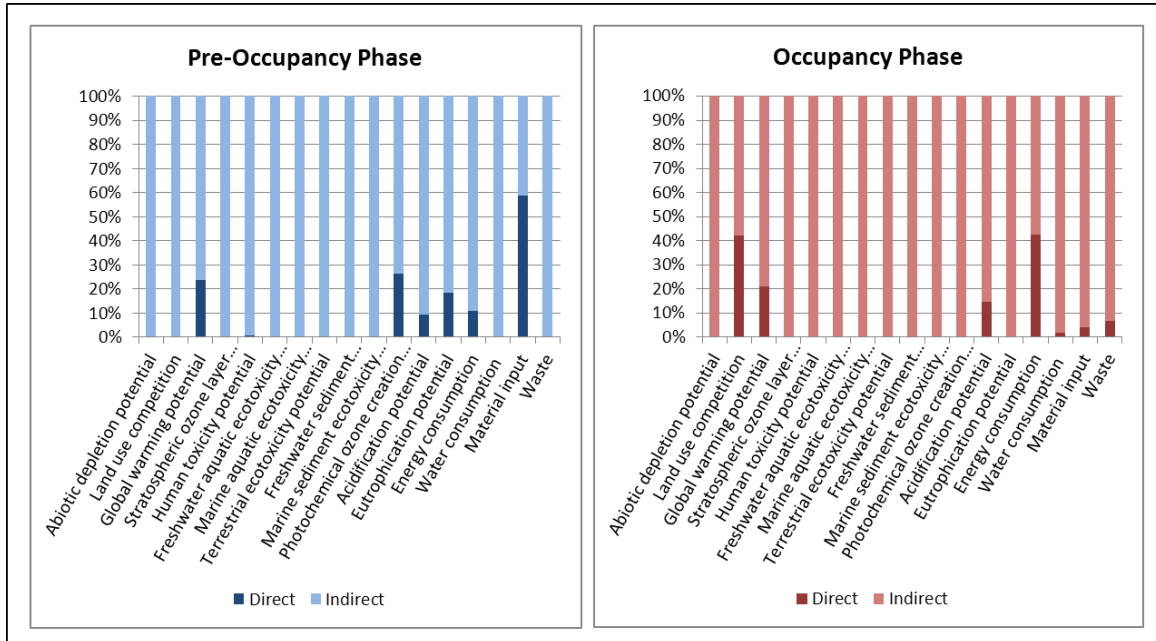 Pre-Occupancy Phase
100%
90%
80%
70%
60%
50%
40%
30%
20%
10%
0%
Abiotic depletion potential
Land use competition
Global warming potential
Stratospheric ozone layer...
Human toxicity potential
Freshwater aquatic ecotoxicity...
Marine aquatic ecotoxicity...
Terrestrial ecotoxicity potential
Freshwater sediment...
Marine sediment ecotoxicity...
Photochemical ozone creation...
Acidification potential
Eutrophication potential
Energy consumption
Water consumption
Material input
Waste
Direct Indirect
Occupancy Phase
100%
90%
80%
70%
60%
50%
40%
30%
20%
10%
0%
Abiotic depletion potential
Land use competition
Global warming potential
Stratospheric ozone layer...
Human toxicity potential
Freshwater aquatic ecotoxicity...
Marine aquatic ecotoxicity...
Terrestrial ecotoxicity potential
Freshwater sediment...
Marine sediment ecotoxicity...
Photochemical ozone creation...
Acidification potential
Eutrophication potential
Energy consumption
Water consumption
Material input
Waste
Direct Indirect